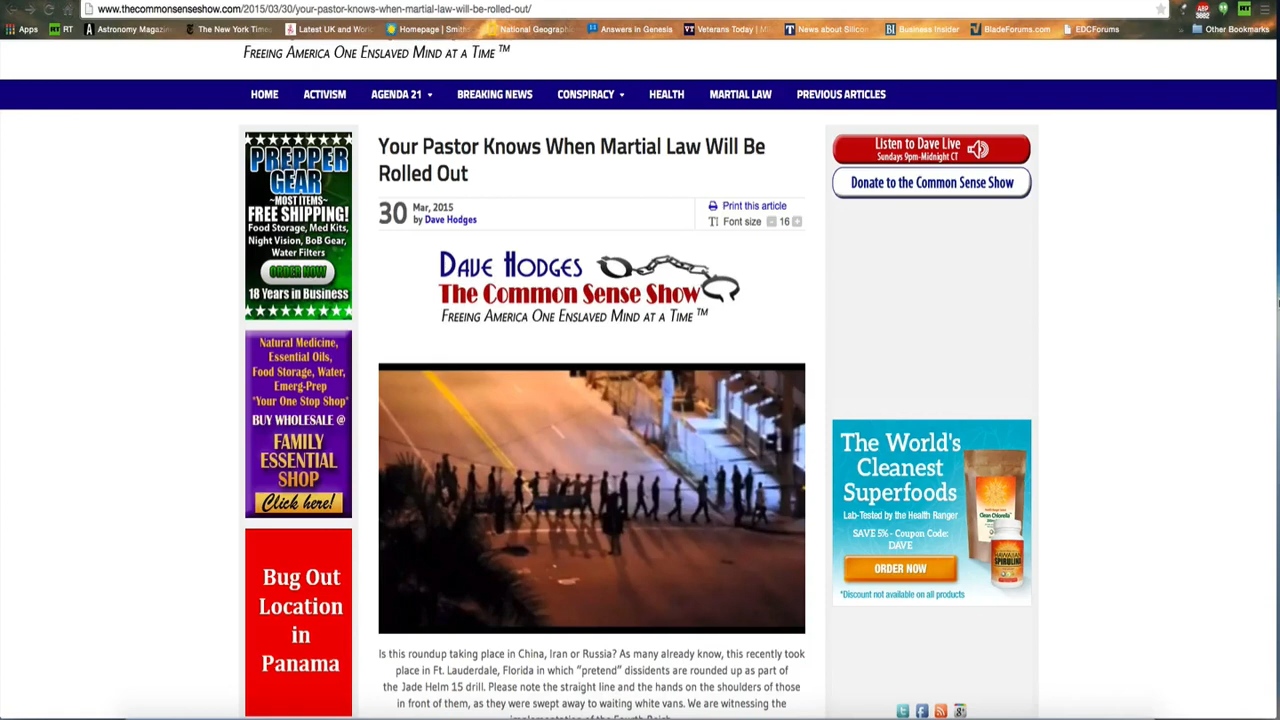 www.thecommonsenseshow.com/2015/03/30/your-pastor-knows-when-martial-law-will-be-rolled-out/
Apps
RT
Astronomy Magazi
The New York Time
Latest UK and World
Homepage | Smith
National Geographic
Answers in Genesis
Veterans Today | M
News about Silicon
Business Insider
BladeForums.com
EDCForums
Other Bookmarks
FREEING AMERICA ONE ENSLAVED MIND AT A TIME™
HOME ACTIVISM AGENDA 21 BREAKING NEWS CONSPIRACY HEALTH MARTIAL LAW PREVIOUS ARTICLES
PREPPER
GEAR
~MOST ITEMS~
FREE SHIPPING!
Food Storage, Med Kits,
Night Vision, BoB Gear,
Water Filters
ORDER NOW
18 Years in Business
Natural Medicine,
Essential Oils,
Food Storage, Water,
Emerg-Prep
*Your One Stop Shop*
BUY WHOLESALE @
FAMILY
ESSENTIAL
SHOP
Click here!
Bug Out
Location
in
Panama
Your Pastor Knows When Martial Law Will Be
Rolled Out
30 Mar, 2015
by Dave Hodges
Print this article
Font size - 16 +
DAVE HODGES
The Common Sense Show
FREEING AMERICA ONE ENSLAVED MIND AT A TIME™
Is this roundup taking place in China, Iran or Russia? As many already know, this recently took
place in Ft. Lauderdale, Florida in which “pretend” dissidents are rounded up as part of
the Jade Helm 15 drill. Please note the straight line and the hands on the shoulders of those
in front of them, as they were swept away to waiting white vans. We are witnessing the
implementation of the Fourth Reich
Listen to Dave Live
Sundays 9pm-Midnight CT
Donate to the Common Sense Show
The World's
Cleanest
Superfoods
Lab-Tested by the Health Ranger
SAVE 5% - Coupon Code:
DAVE
ORDER NOW
*Discount not available on all products
Clean Chlorella
HAWAIIAN
SPIRULINA